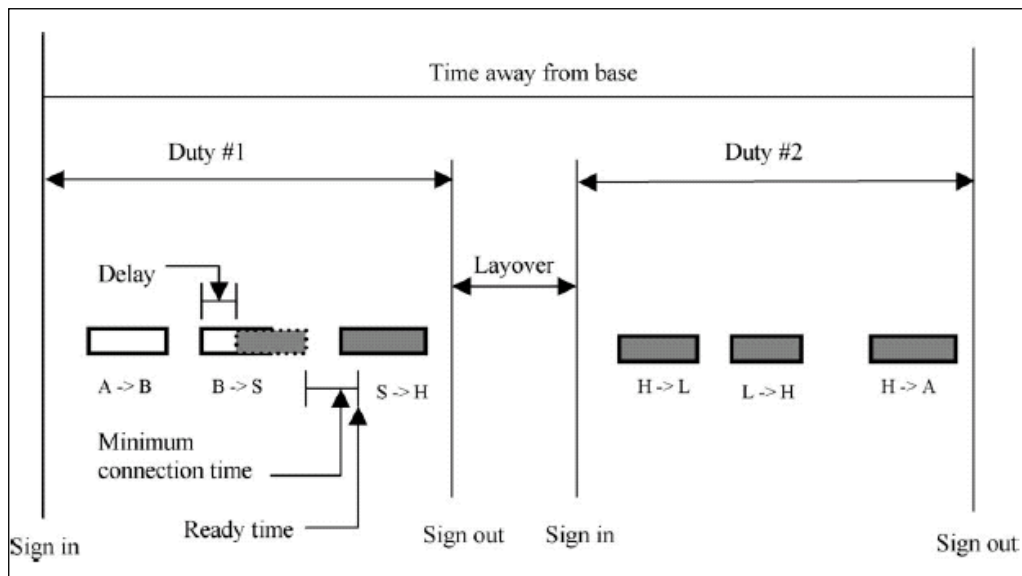 Time away from base
Duty #1
Duty #2
Delay
Layover
A -> B
B -> S
S -> H
H -> L
L -> H
H -> A
Minimum
connection time
Ready time
Sign in
Sign out
Sign in
Sign out